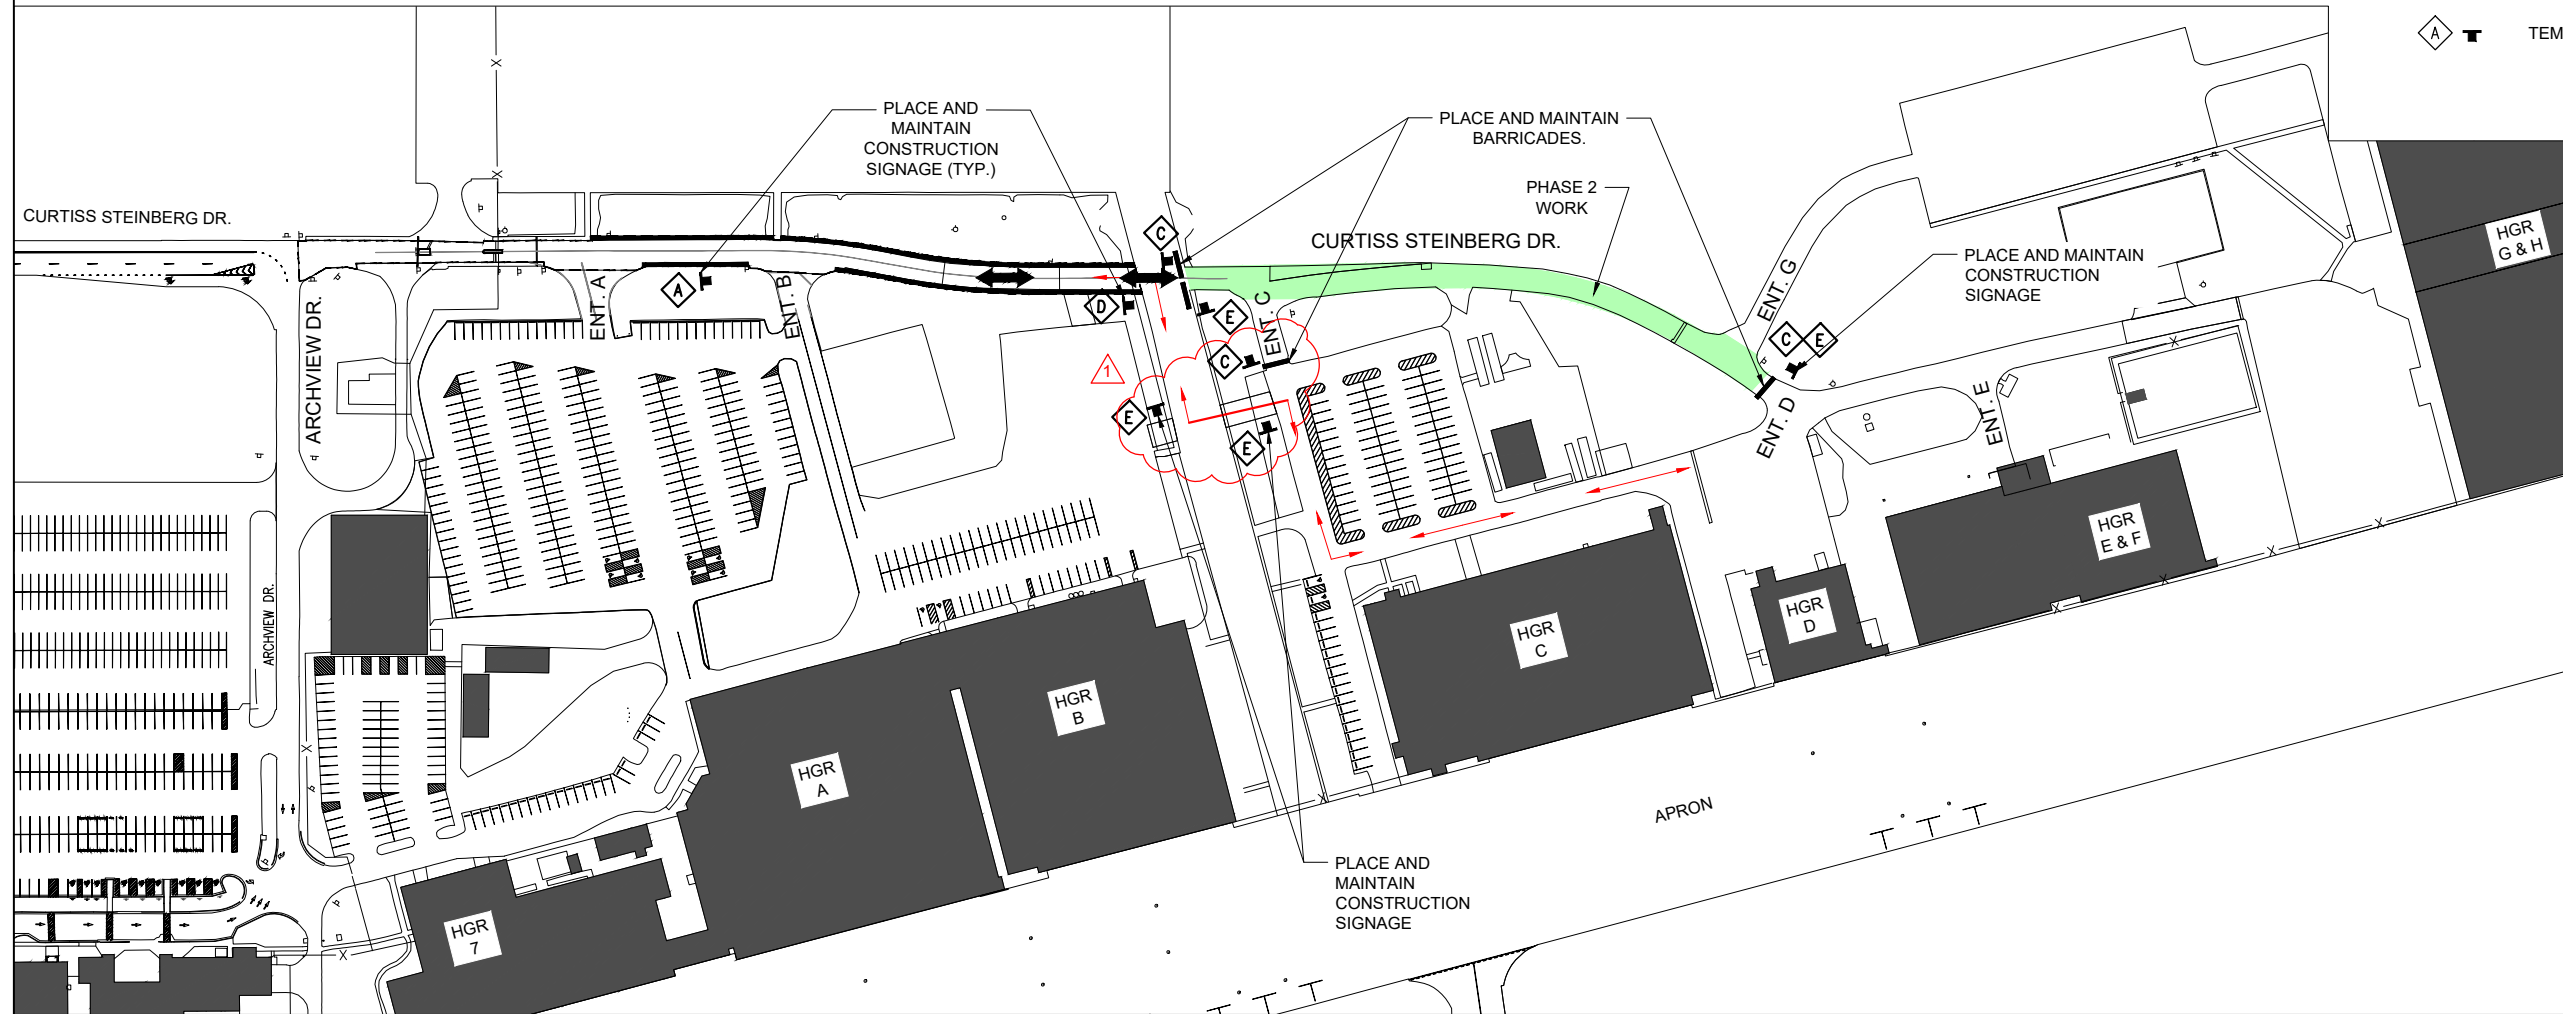 A
TEM
PLACE AND
MAINTAIN
CONSTRUCTION
SIGNAGE (TYP.)
PLACE AND MAINTAIN
BARRICADES.
PHASE 2
WORK
CURTISS STEINBERG DR.
CURTISS STEINBERG DR.
PLACE AND MAINTAIN
CONSTRUCTION
SIGNAGE
HGR
G & H
X
X
C
A
D
E
C
E
E
C
E
1
ENT. A
ENT. B
ENT. C
ENT. G
ENT. D
ENT. E
ARCHVIEW DR.
ARCHVIEW DR.
HGR
E & F
HGR
D
HGR
C
HGR
B
HGR
A
HGR
7
X
X
X
X
X
X
X
X
APRON
PLACE AND
MAINTAIN
CONSTRUCTION
SIGNAGE